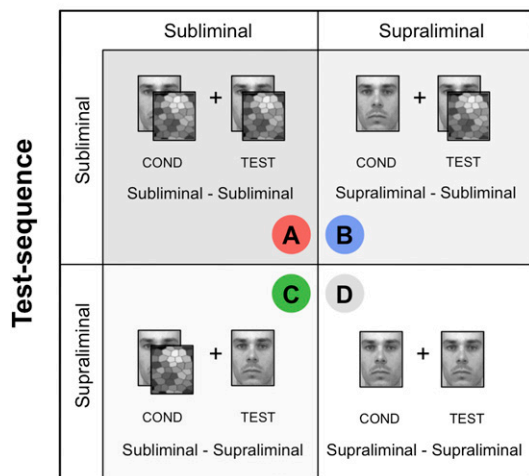 Subliminal
Supraliminal
Test-sequence
Subliminal
+
+
COND
TEST
COND
TEST
Subliminal - Subliminal
Supraliminal - Subliminal
A
B
C
D
Supraliminal
+
+
COND
TEST
COND
TEST
Subliminal - Supraliminal
Supraliminal - Supraliminal